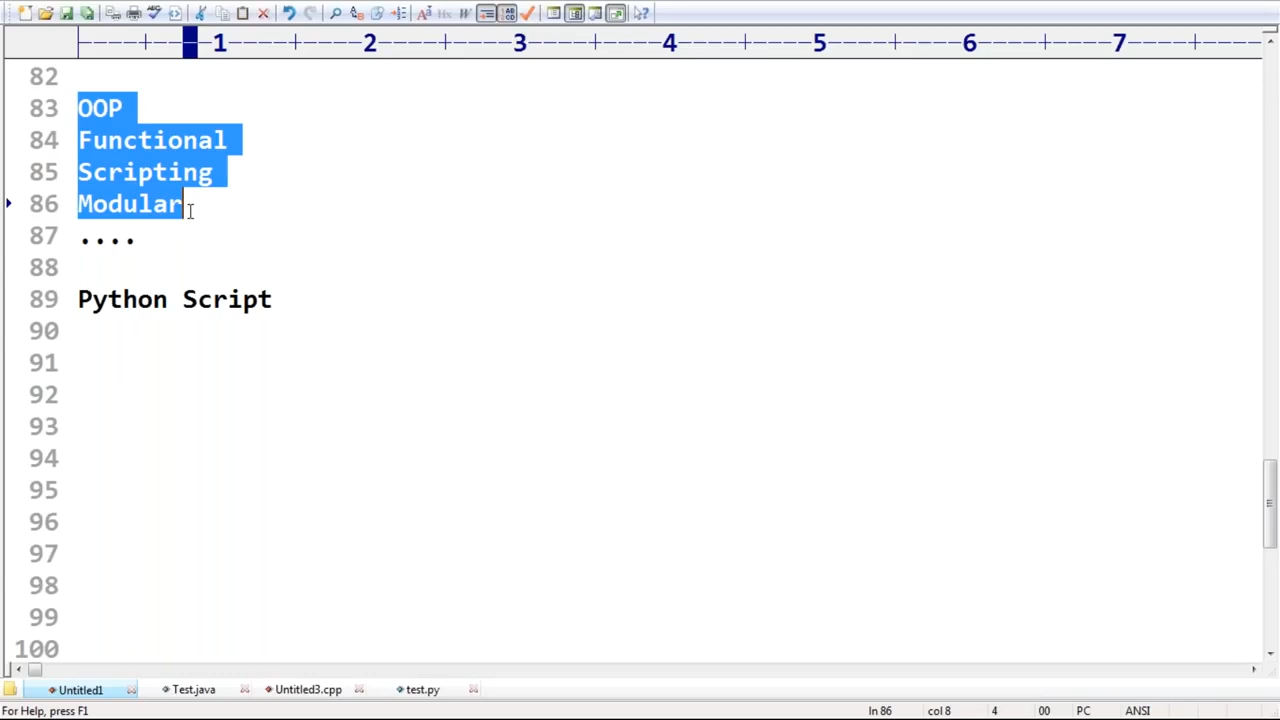 1 2 3 4 5 6 7
82
83 OOP
84 Functional
85 Scripting
86 Modular
87 ....
88
89 Python Script
90
91
92
93
94
95
96
97
98
99
100
Untitled1 Test.java Untitled3.cpp test.py
For Help, press F1 ln 86 col 8 4 00 PC ANSI